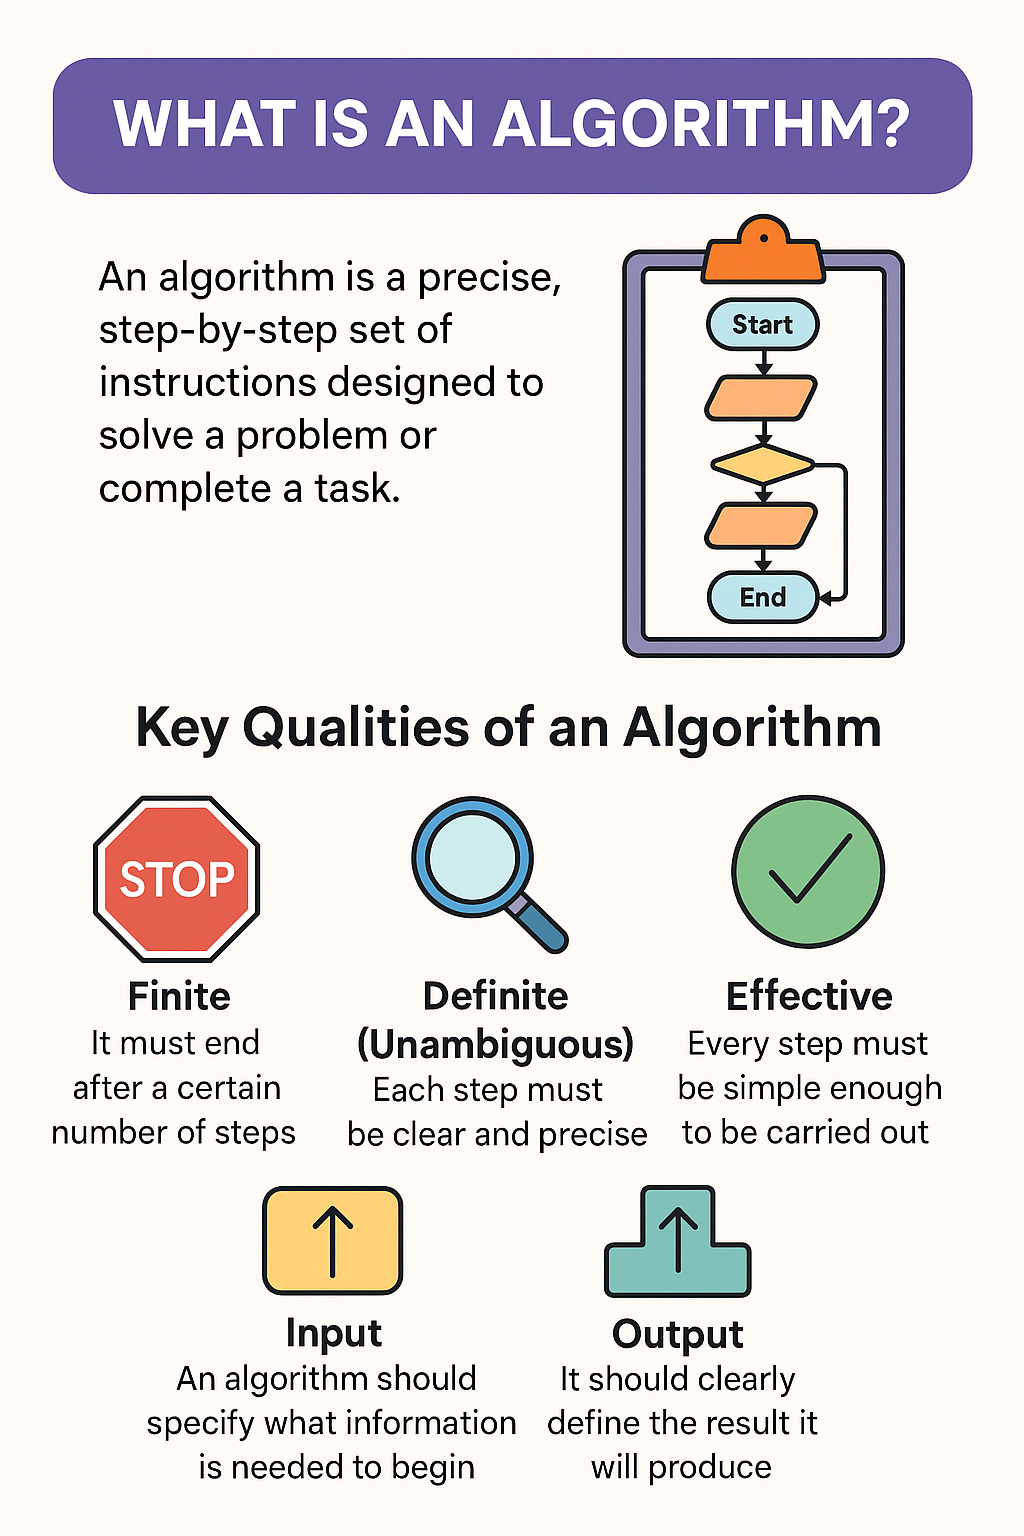 WHAT IS AN ALGORITHM?
An algorithm is a precise,
step-by-step set of
instructions designed to
solve a problem or
complete a task.
Start
End
Key Qualities of an Algorithm
STOP
Finite
It must end
after a certain
number of steps
Definite
(Unambiguous)
Each step must
be clear and precise
Effective
Every step must
be simple enough
to be carried out
Input
An algorithm should
specify what information
is needed to begin
Output
It should clearly
define the result it
will produce